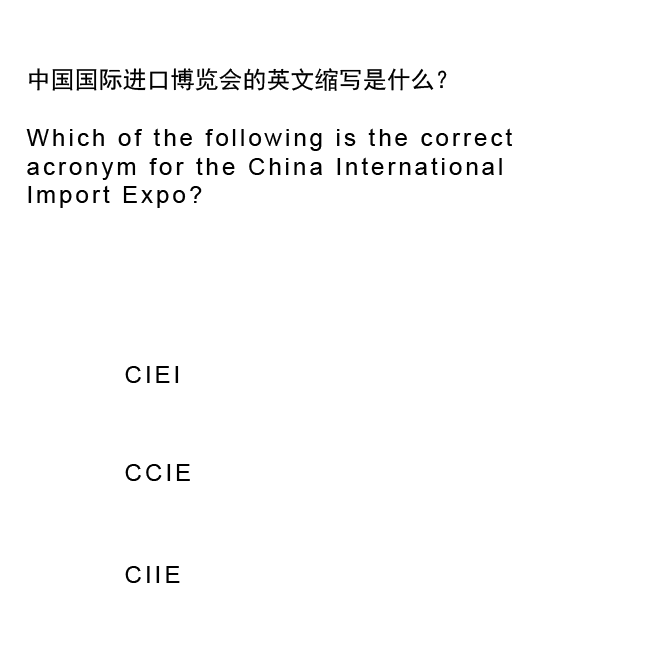 中国国际进口博览会的英文缩写是什么？
Which of the following is the correct
acronym for the China International
Import Expo?
CIEI
CCIE
CIIE